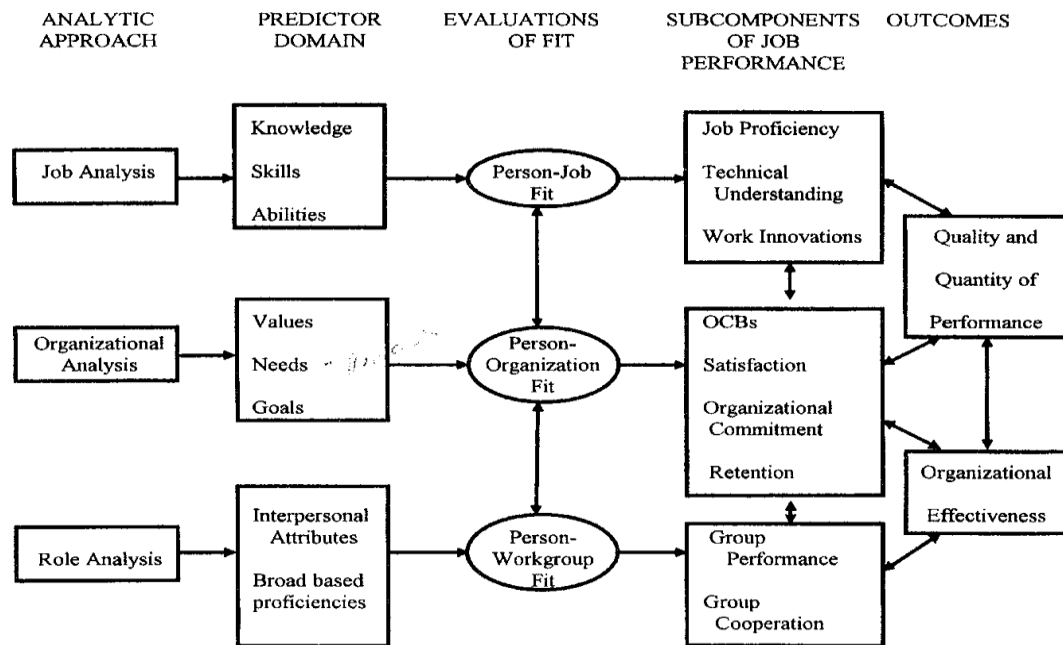 ANALYTIC
APPROACH
PREDICTOR
DOMAIN
EVALUATIONS
OF FIT
SUBCOMPONENTS
OF JOB
PERFORMANCE
OUTCOMES
Job Analysis
Knowledge
Skills
Abilities
Person-Job
Fit
Job Proficiency
Technical
Understanding
Work Innovations
Quality and
Quantity of
Performance
Organizational
Analysis
Values
Needs
Goals
Person-
Organization
Fit
OCBs
Satisfaction
Organizational
Commitment
Retention
Organizational
Effectiveness
Role Analysis
Interpersonal
Attributes
Broad based
proficiencies
Person-
Workgroup
Fit
Group
Performance
Group
Cooperation